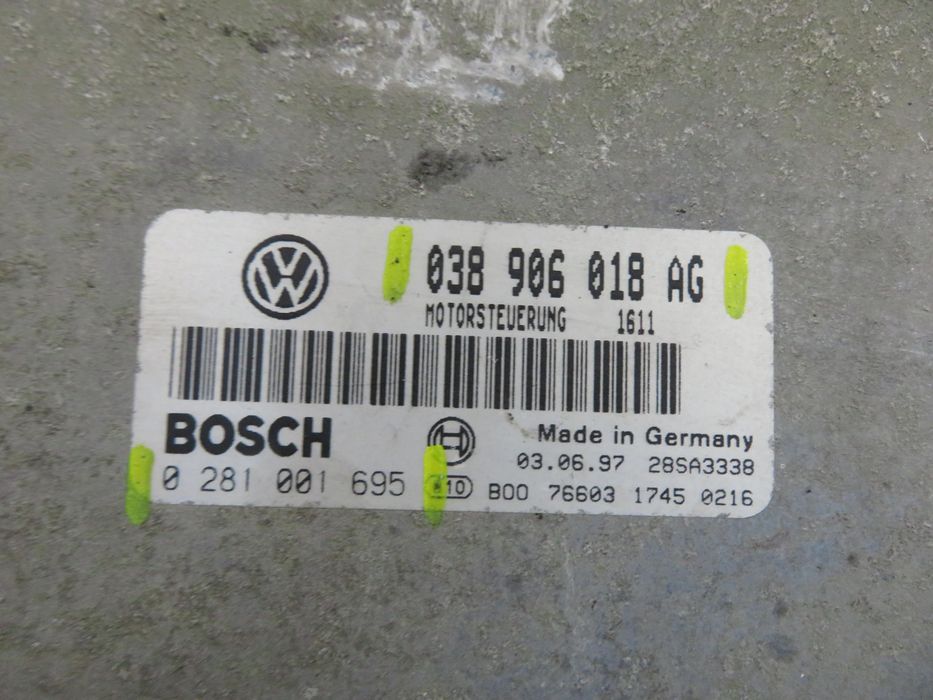 038 906 018 AG
MOTORSTEUERUNG 1611
BOSCH
Made in Germany
03.06.97 28SA3338
0 281 001 695
B00 76603 1745 0216